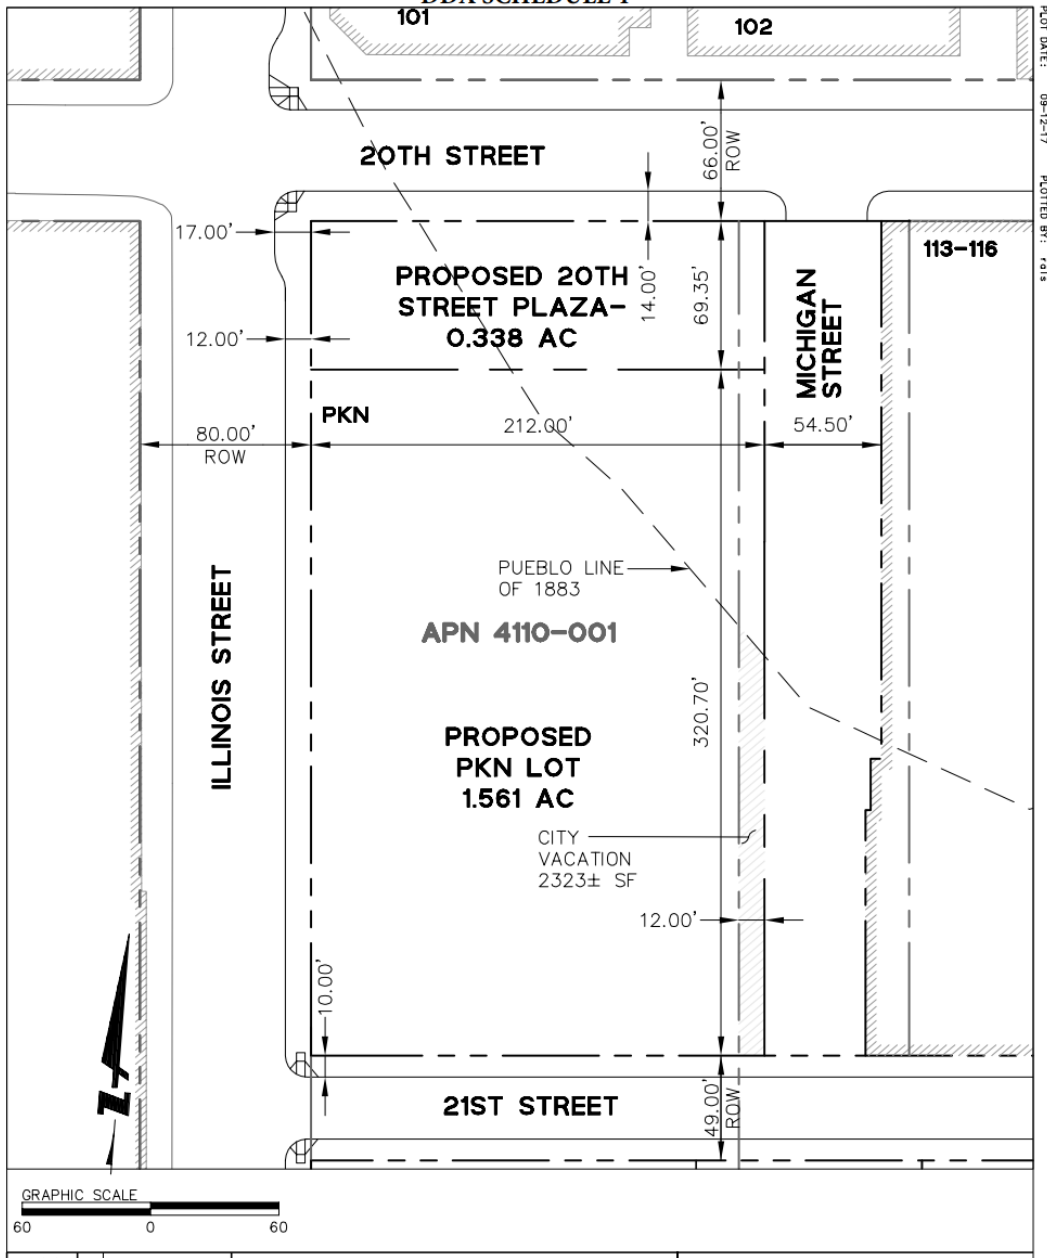 101
102
PLOT DATE: 09-12-17 PLOTTED BY:
20TH STREET
66.00'
ROW
17.00'
PROPOSED 20TH
STREET PLAZA-
0.338 AC
14.00'
69.35'
MICHIGAN
STREET
113-116
12.00'
PKN
80.00'
ROW
212.00'
54.50'
PUEBLO LINE
OF 1883
APN 4110-001
ILLINOIS STREET
320.70'
PROPOSED
PKN LOT
1.561 AC
CITY
VACATION
2323± SF
12.00'
10.00'
Z
21ST STREET
49.00'
ROW
GRAPHIC SCALE
60 0 60